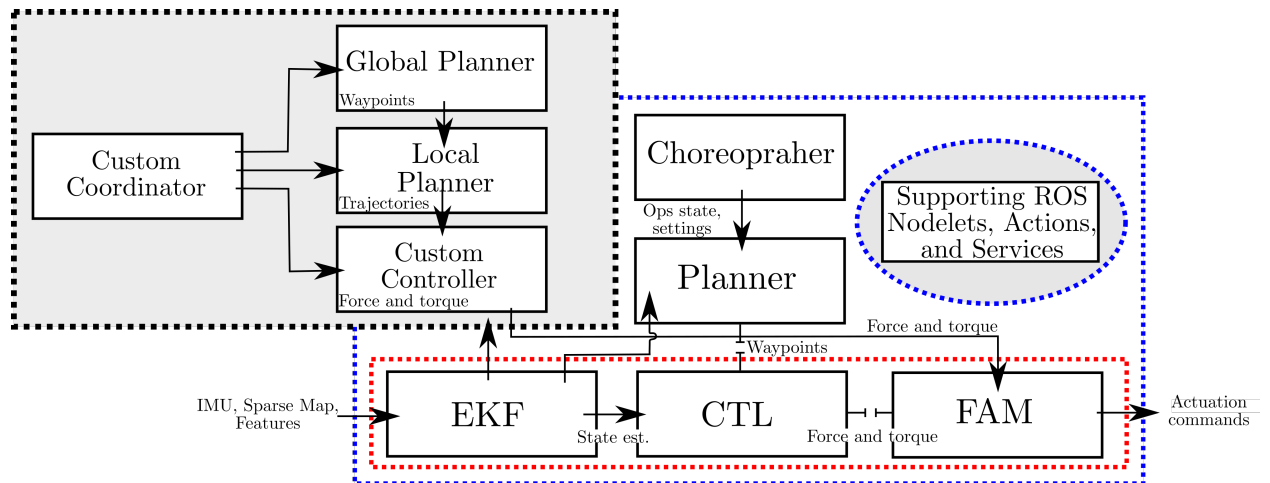 Global Planner
Waypoints
Custom
Coordinator
Local
Planner
Trajectories
Custom
Controller
Force and torque
Choreopraher
Ops state,
settings
Planner
Supporting ROS
Nodelets, Actions,
and Services
Force and torque
Waypoints
IMU, Sparse Map,
Features
EKF
State est.
CTL
Force and torque
FAM
Actuation
commands